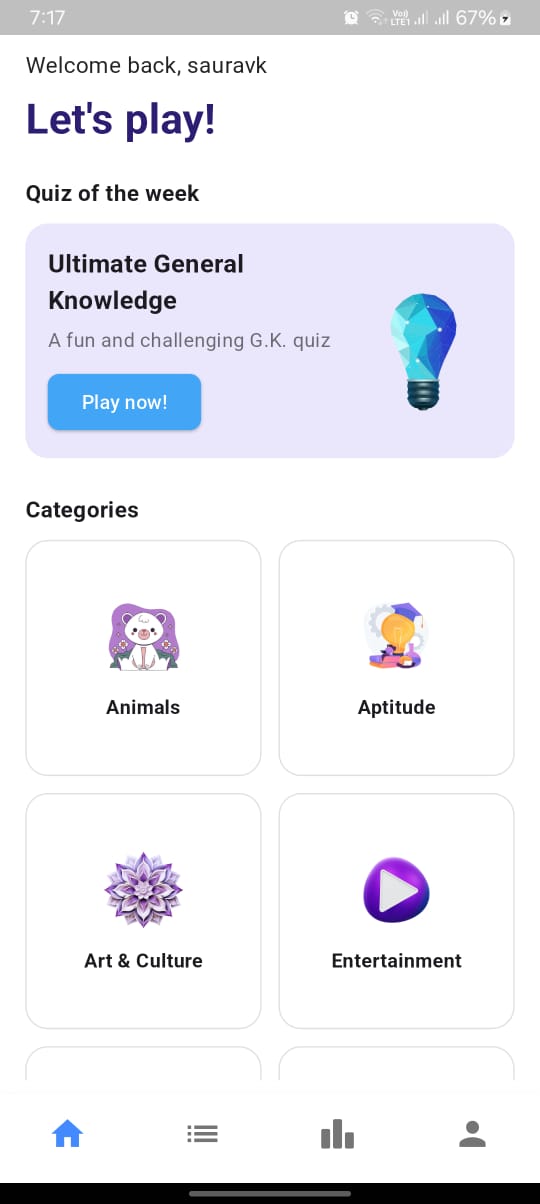 7:17
Vo)) LTE1 67%
Welcome back, sauravk
Let's play!
Quiz of the week
Ultimate General
Knowledge
A fun and challenging G.K. quiz
Play now!
Categories
Animals
Aptitude
Art & Culture
Entertainment